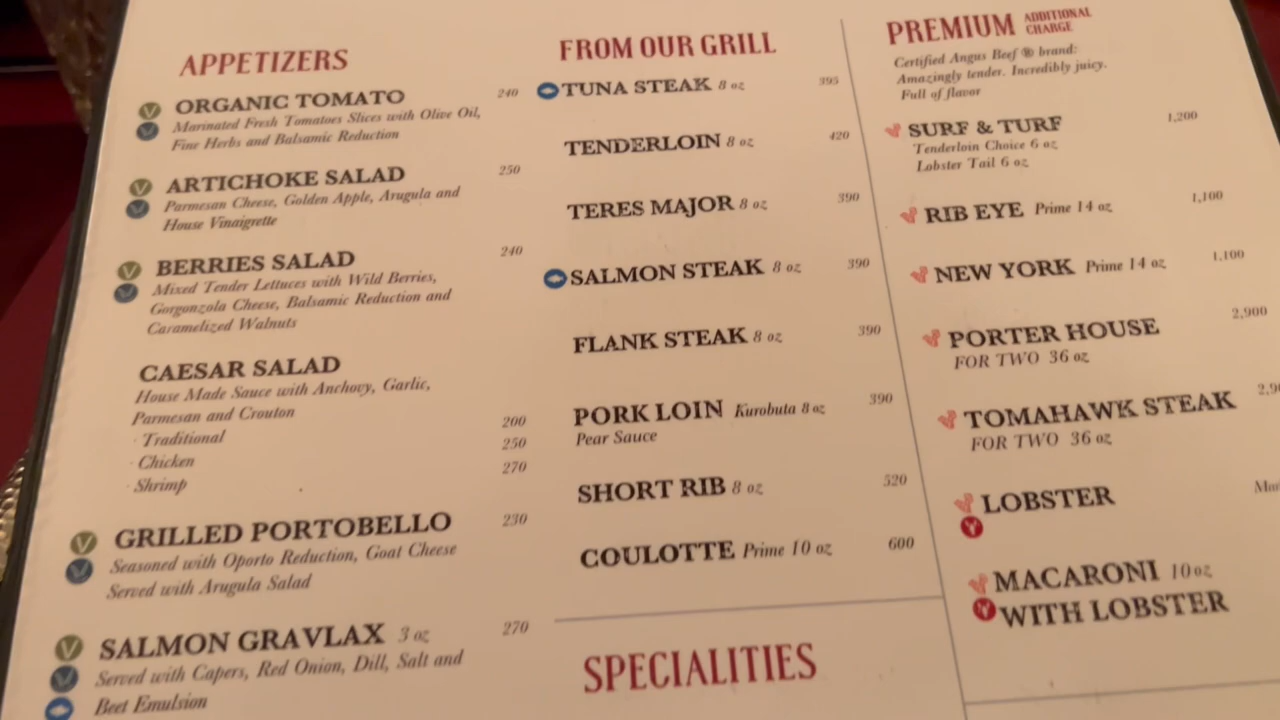 APPETIZERS
ORGANIC TOMATO 240
Marinated Fresh Tomatoes Slices with Olive Oil,
Fine Herbs and Balsamic Reduction
ARTICHOKE SALAD 250
Parmesan Cheese, Golden Apple, Arugula and
House Vinaigrette
BERRIES SALAD 240
Mixed Tender Lettuces with Wild Berries,
Gorgonzola Cheese, Balsamic Reduction and
Caramelized Walnuts
CAESAR SALAD
House Made Sauce with Anchovy, Garlic,
Parmesan and Crouton
· Traditional 200
· Chicken 250
· Shrimp 270
GRILLED PORTOBELLO 230
Seasoned with Oporto Reduction, Goat Cheese
Served with Arugula Salad
SALMON GRAVLAX 3 oz 270
Served with Capers, Red Onion, Dill, Salt and
Beet Emulsion
FROM OUR GRILL
TUNA STEAK 8 oz 395
TENDERLOIN 8 oz 420
TERES MAJOR 8 oz 390
SALMON STEAK 8 oz 390
FLANK STEAK 8 oz 390
PORK LOIN Kurobuta 8 oz 390
Pear Sauce
SHORT RIB 8 oz 520
COULOTTE Prime 10 oz 600
SPECIALITIES
PREMIUM ADDITIONAL
CHARGE
Certified Angus Beef ® brand:
Amazingly tender. Incredibly juicy.
Full of flavor
SURF & TURF 1,200
Tenderloin Choice 6 oz
Lobster Tail 6 oz
RIB EYE Prime 14 oz 1,100
NEW YORK Prime 14 oz 1,100
PORTER HOUSE 2,900
FOR TWO 36 oz
TOMAHAWK STEAK
FOR TWO 36 oz
LOBSTER
MACARONI 10 oz
WITH LOBSTER